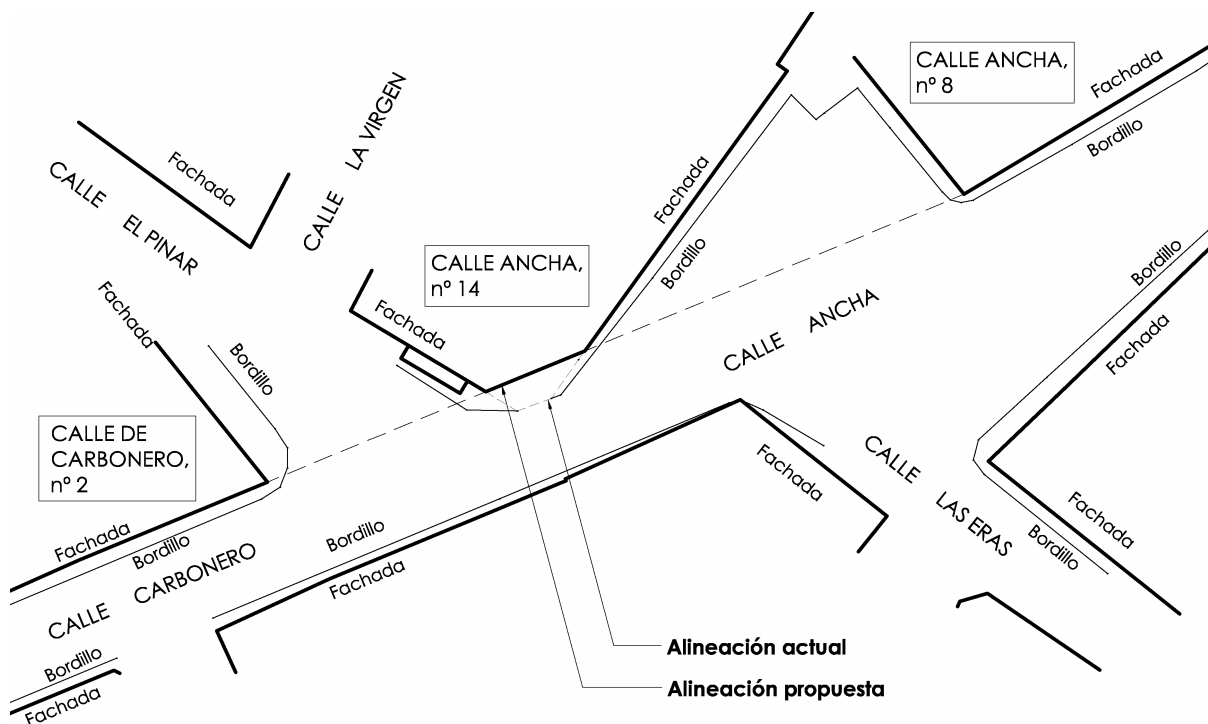 CALLE ANCHA,
nº 8
Fachada
Bordillo
CALLE LA VIRGEN
Fachada
CALLE EL PINAR
Fachada
Bordillo
CALLE ANCHA,
nº 14
Fachada
Bordillo
Fachada
CALLE ANCHA
Fachada
Bordillo
CALLE DE
CARBONERO,
nº 2
Fachada
CALLE LAS ERAS
Fachada
Bordillo
Fachada
Bordillo
Bordillo
Fachada
CALLE CARBONERO
Bordillo
Fachada
Alineación actual
Alineación propuesta